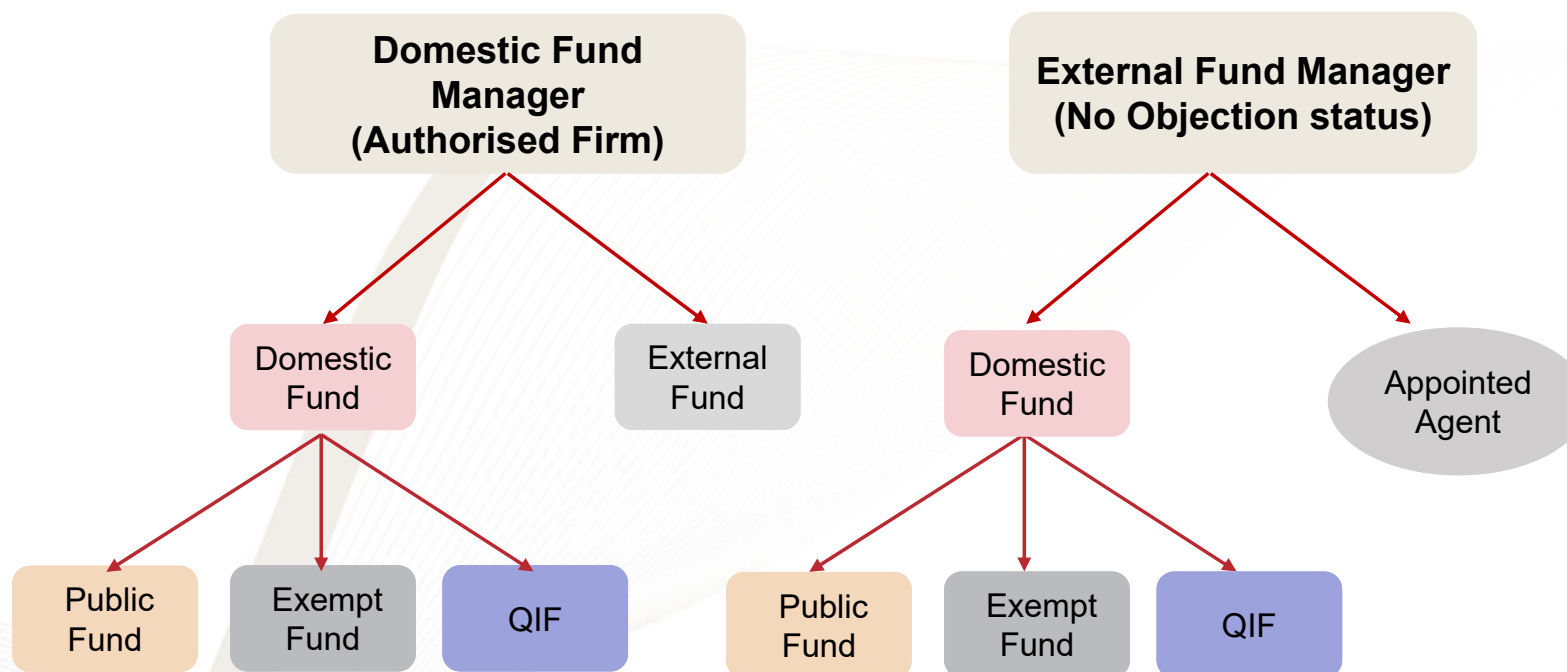 Domestic Fund
Manager
(Authorised Firm)
External Fund Manager
(No Objection status)
Domestic
Fund
External
Fund
Domestic
Fund
Appointed
Agent
Public
Fund
Exempt
Fund
QIF
Public
Fund
Exempt
Fund
QIF